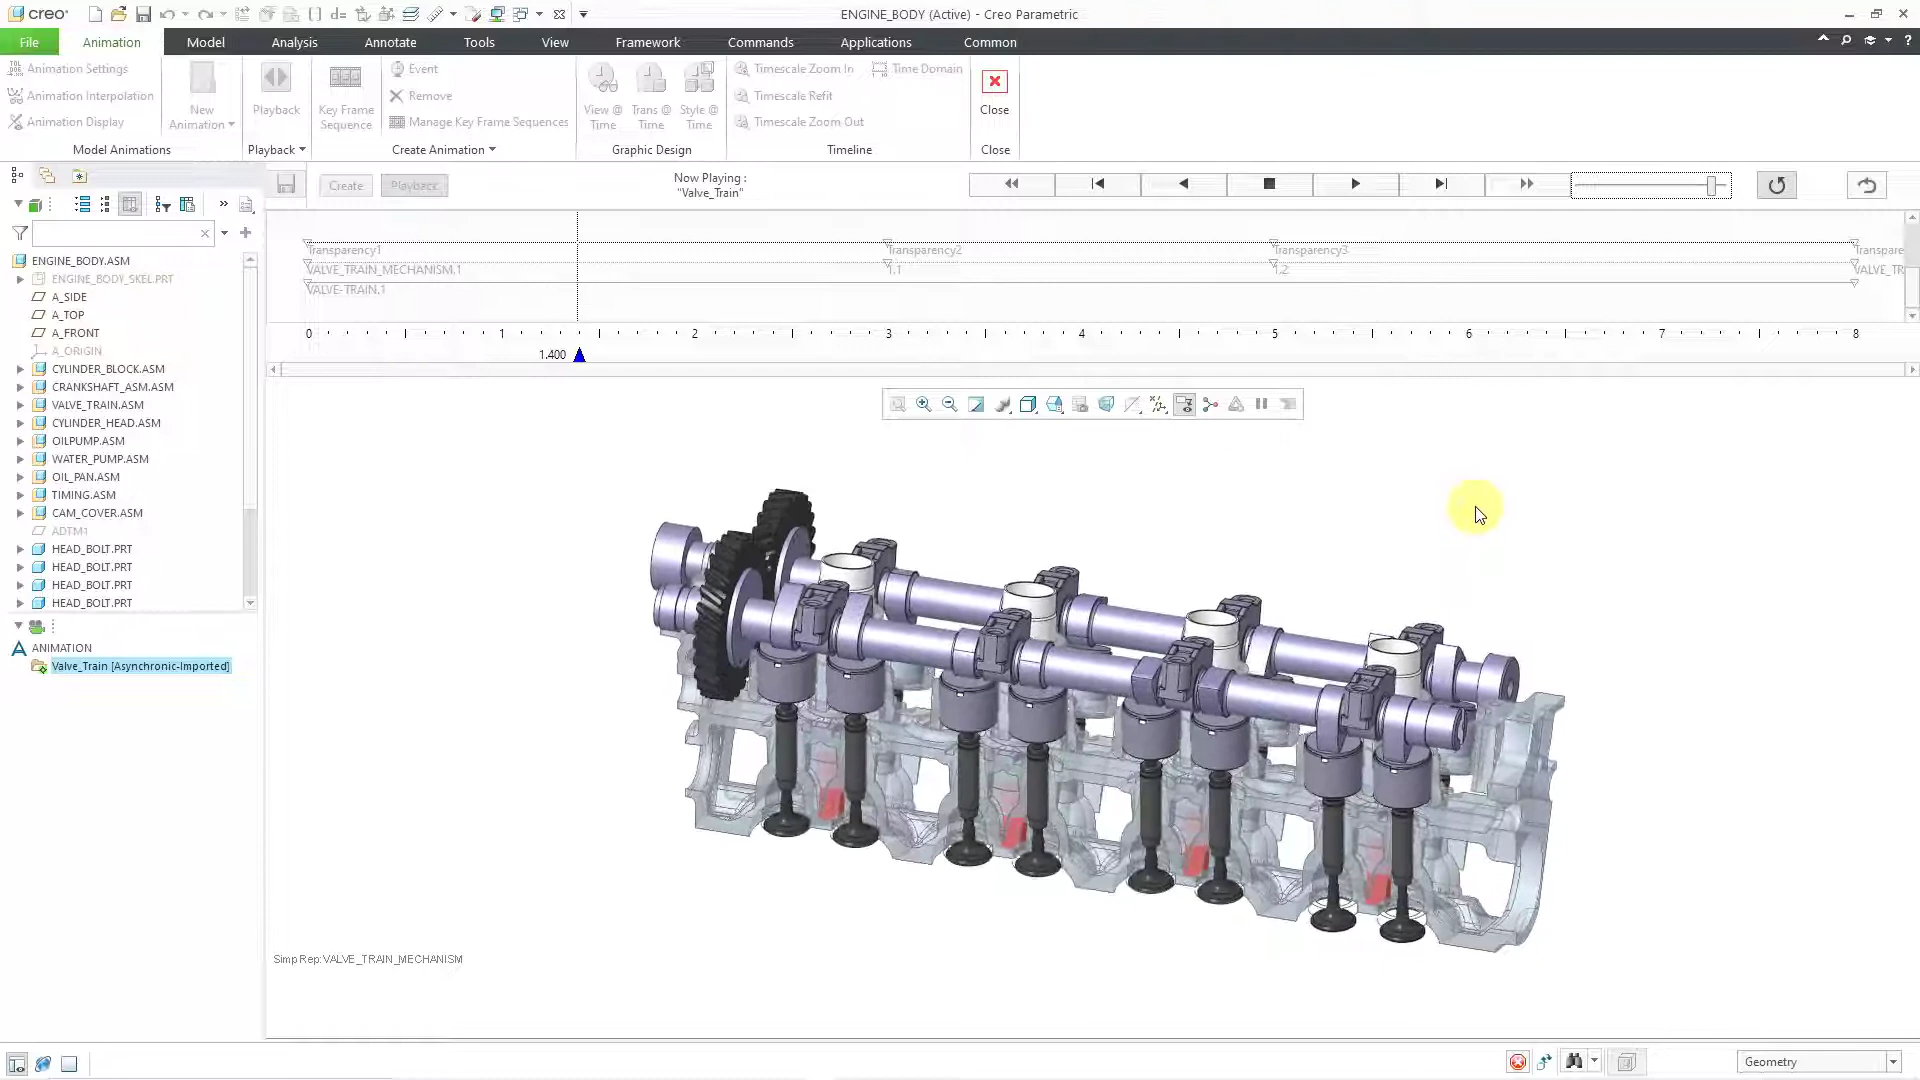 creo
ENGINE_BODY (Active) - Creo Parametric
File Animation Model Analysis Annotate Tools View Framework Commands Applications Common
Animation Settings
Animation Interpolation
Animation Display
New Animation
Playback
Key Frame Sequence
Event
Remove
Manage Key Frame Sequences
View @ Time
Trans @ Time
Style @ Time
Timescale Zoom In
Timescale Refit
Timescale Zoom Out
Time Domain
Close
Model Animations Playback Create Animation Graphic Design Timeline Close
Create Playback
Now Playing :
"Valve_Train"
Transparency1 Transparency2 Transparency3 Transpare
VALVE_TRAIN_MECHANISM.1 1.1 1.2 VALVE_TR
VALVE-TRAIN.1
0 1 2 3 4 5 6 7 8
1.400
ENGINE_BODY.ASM
ENGINE_BODY_SKEL.PRT
A_SIDE
A_TOP
A_FRONT
A_ORIGIN
CYLINDER_BLOCK.ASM
CRANKSHAFT_ASM.ASM
VALVE_TRAIN.ASM
CYLINDER_HEAD.ASM
OILPUMP.ASM
WATER_PUMP.ASM
OIL_PAN.ASM
TIMING.ASM
CAM_COVER.ASM
ADTM1
HEAD_BOLT.PRT
HEAD_BOLT.PRT
HEAD_BOLT.PRT
HEAD_BOLT.PRT
ANIMATION
Valve_Train [Asynchronic-Imported]
Simp Rep:VALVE_TRAIN_MECHANISM
Geometry